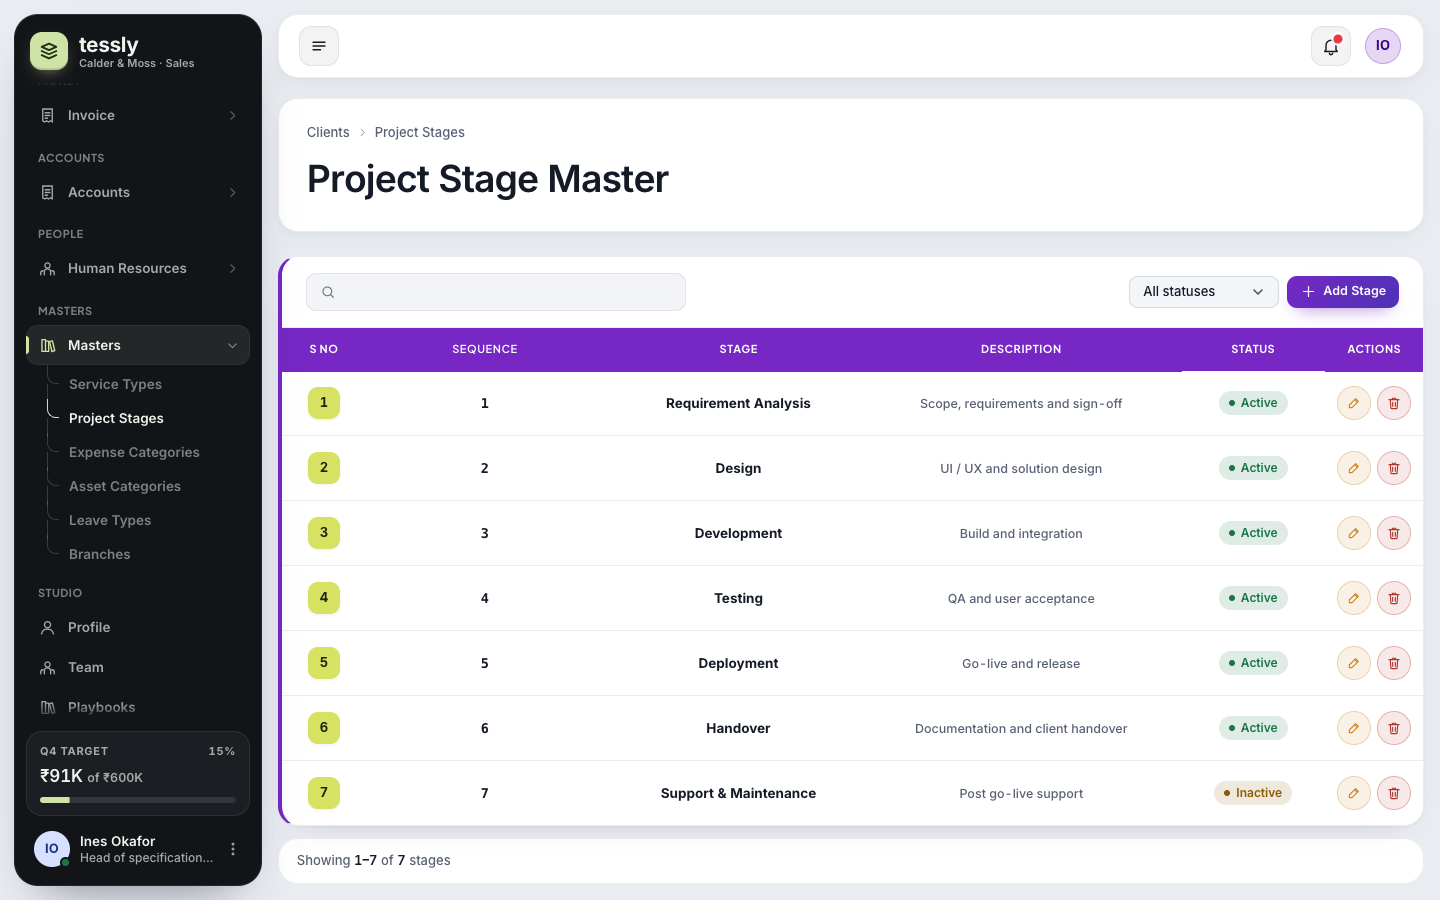 tessly
Calder & Moss · Sales
Invoice
ACCOUNTS
Accounts
PEOPLE
Human Resources
MASTERS
Masters
Service Types
Project Stages
Expense Categories
Asset Categories
Leave Types
Branches
STUDIO
Profile
Team
Playbooks
Q4 TARGET 15%
₹91K of ₹600K
IO Ines Okafor
Head of specification...
IO
Clients > Project Stages
Project Stage Master
All statuses
Add Stage
S NO SEQUENCE STAGE DESCRIPTION STATUS ACTIONS
1 1 Requirement Analysis Scope, requirements and sign-off Active
2 2 Design UI / UX and solution design Active
3 3 Development Build and integration Active
4 4 Testing QA and user acceptance Active
5 5 Deployment Go-live and release Active
6 6 Handover Documentation and client handover Active
7 7 Support & Maintenance Post go-live support Inactive
Showing 1–7 of 7 stages